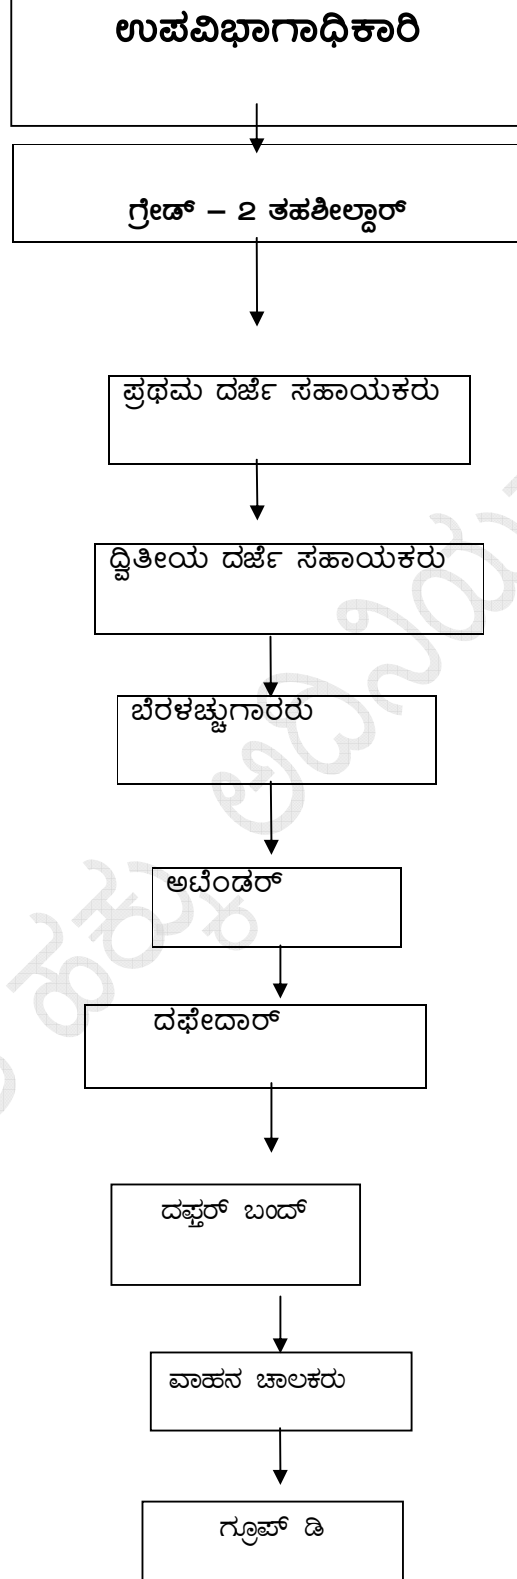 ಉಪವಿಭಾಗಾಧಿಕಾರಿ
ಗ್ರೇಡ್ – 2 ತಹಶೀಲ್ದಾರ್
ಪ್ರಥಮ ದರ್ಜೆ ಸಹಾಯಕರು
ದ್ವಿತೀಯ ದರ್ಜೆ ಸಹಾಯಕರು
ಬೆರಳಚ್ಚುಗಾರರು
ಅಟೆಂಡರ್
ದಫೇದಾರ್
ದಫ್ತರ್ ಬಂದ್
ವಾಹನ ಚಾಲಕರು
ಗ್ರೂಪ್ ಡಿ
ಹಕ್ಕು